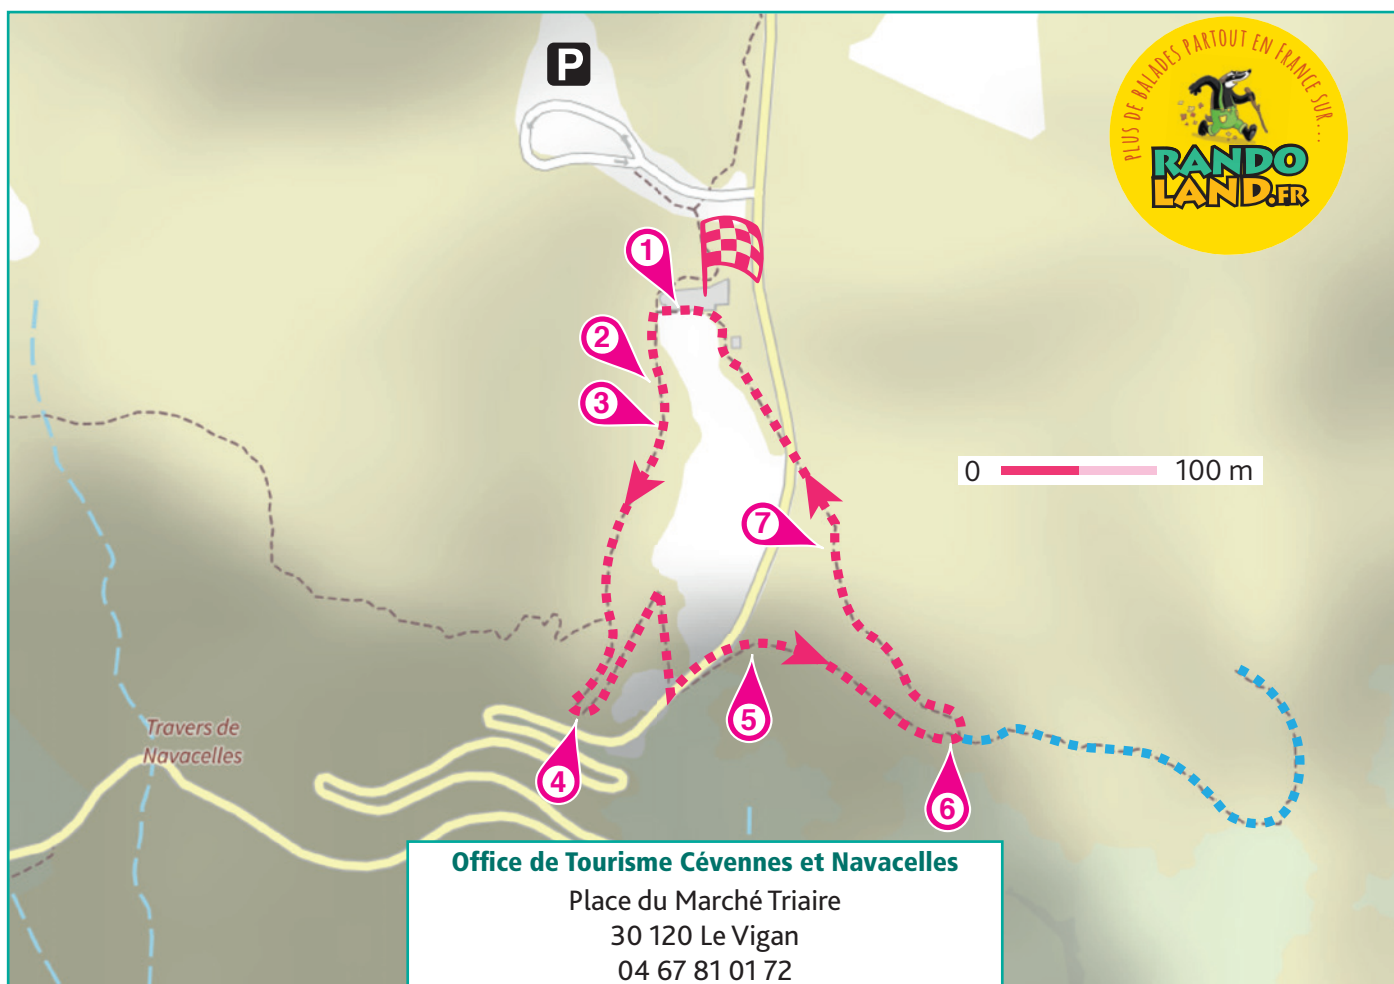 P
PLUS DE BALADES PARTOUT EN FRANCE SUR...
RANDO
LAND.FR
1
2
3
0 100 m
7
Travers de
Navacelles
5
4
6
Office de Tourisme Cévennes et Navacelles
Place du Marché Triaire
30 120 Le Vigan
04 67 81 01 72